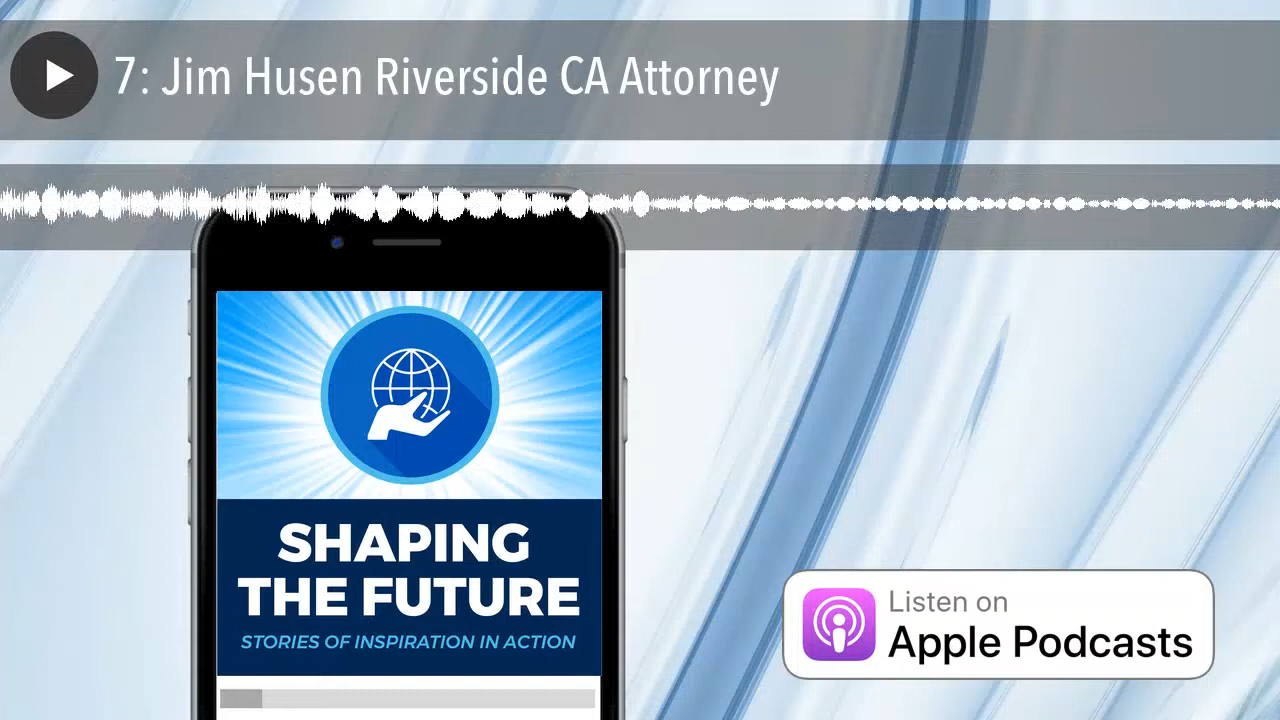 7: Jim Husen Riverside CA Attorney
SHAPING
THE FUTURE
STORIES OF INSPIRATION IN ACTION
Listen on
Apple Podcasts